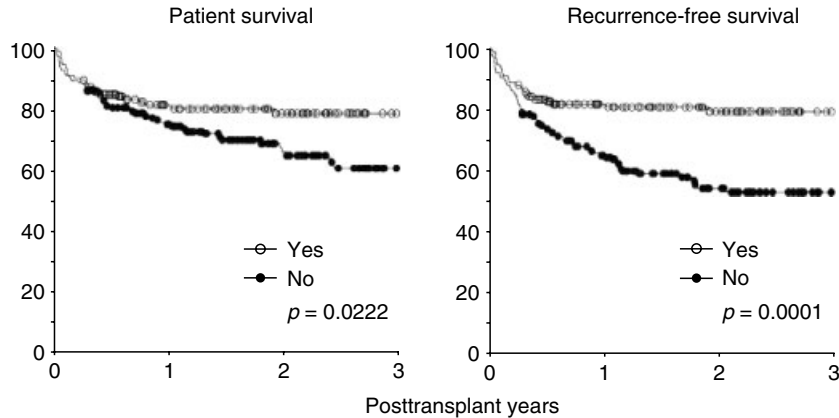 Patient survival
Recurrence-free survival
100
80
60
40
20
0
Yes
No
p = 0.0222
0 1 2 3
100
80
60
40
20
0
Yes
No
p = 0.0001
0 1 2 3
Posttransplant years